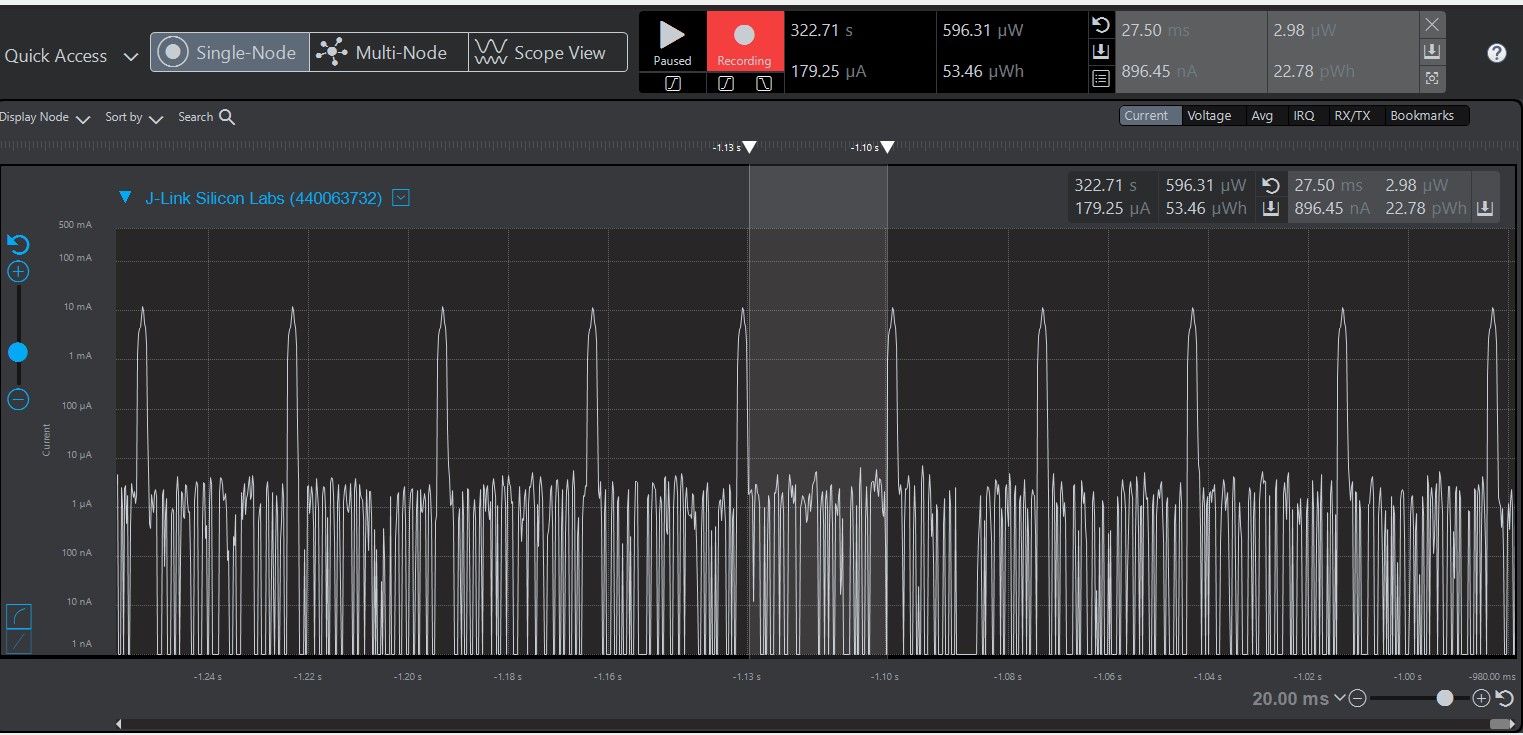 Quick Access
Single-Node
Multi-Node
Scope View
Paused
Recording
322.71 s
179.25 µA
596.31 µW
53.46 µWh
27.50 ms
896.45 nA
2.98 µW
22.78 pWh
?
Display Node
Sort by
Search
Current
Voltage
Avg
IRQ
RX/TX
Bookmarks
-1.13 s
-1.10 s
J-Link Silicon Labs (440063732)
322.71 s 596.31 µW
179.25 µA 53.46 µWh
27.50 ms 2.98 µW
896.45 nA 22.78 pWh
500 mA
100 mA
10 mA
1 mA
100 µA
10 µA
1 µA
100 nA
10 nA
1 nA
Current
-1.24 s
-1.22 s
-1.20 s
-1.18 s
-1.16 s
-1.13 s
-1.10 s
-1.08 s
-1.06 s
-1.04 s
-1.02 s
-1.00 s
-980.00 ms
20.00 ms